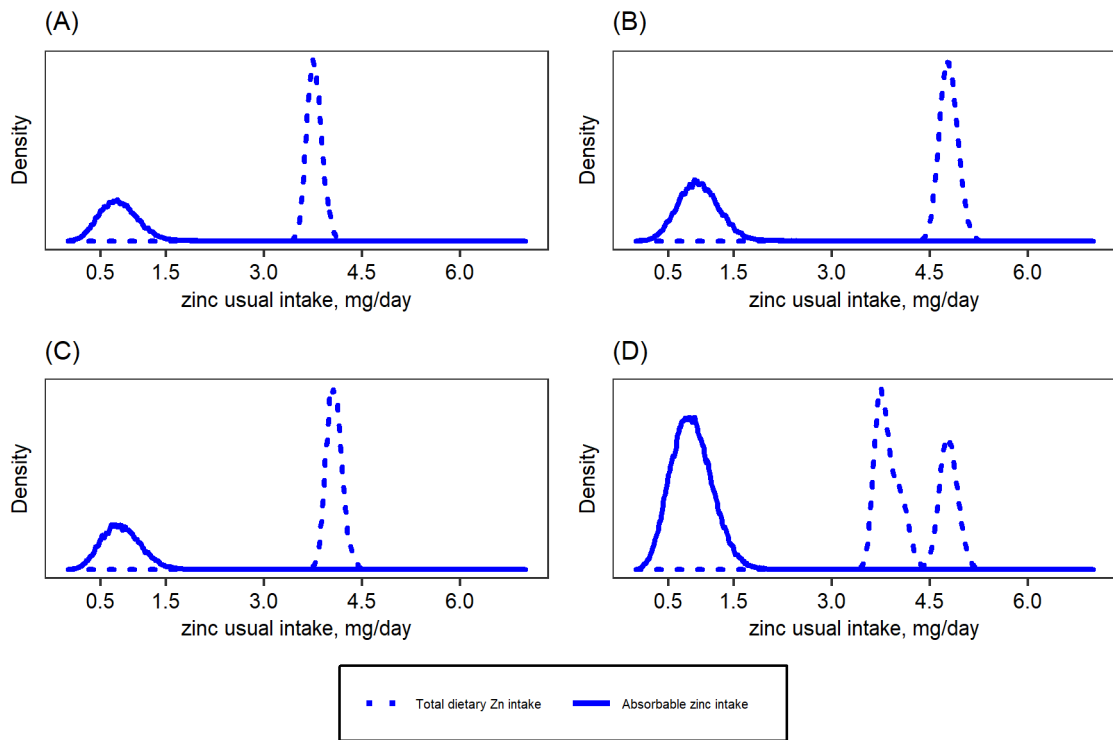 (A)
Density
0.5 1.5 3.0 4.5 6.0
zinc usual intake, mg/day
(B)
Density
0.5 1.5 3.0 4.5 6.0
zinc usual intake, mg/day
(C)
Density
0.5 1.5 3.0 4.5 6.0
zinc usual intake, mg/day
(D)
Density
0.5 1.5 3.0 4.5 6.0
zinc usual intake, mg/day
Total dietary Zn intake Absorbable zinc intake